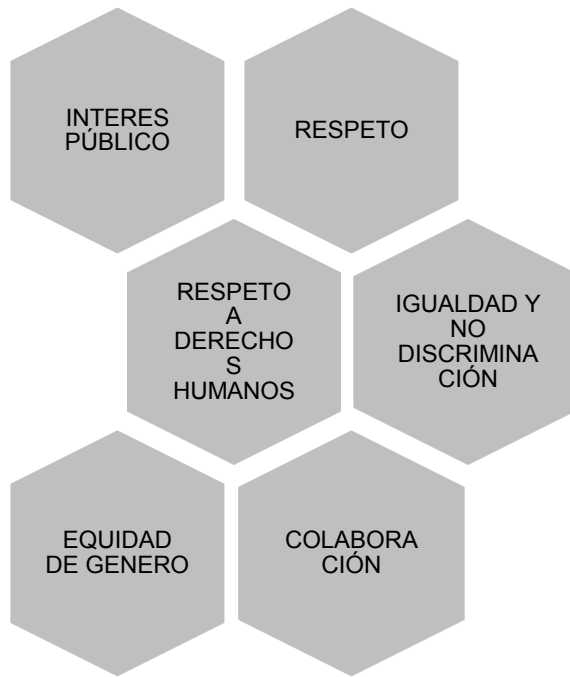 INTERES
PÚBLICO
RESPETO
RESPETO
A
DERECHO
S
HUMANOS
IGUALDAD Y
NO
DISCRIMINA
CIÓN
EQUIDAD
DE GENERO
COLABORA
CIÓN